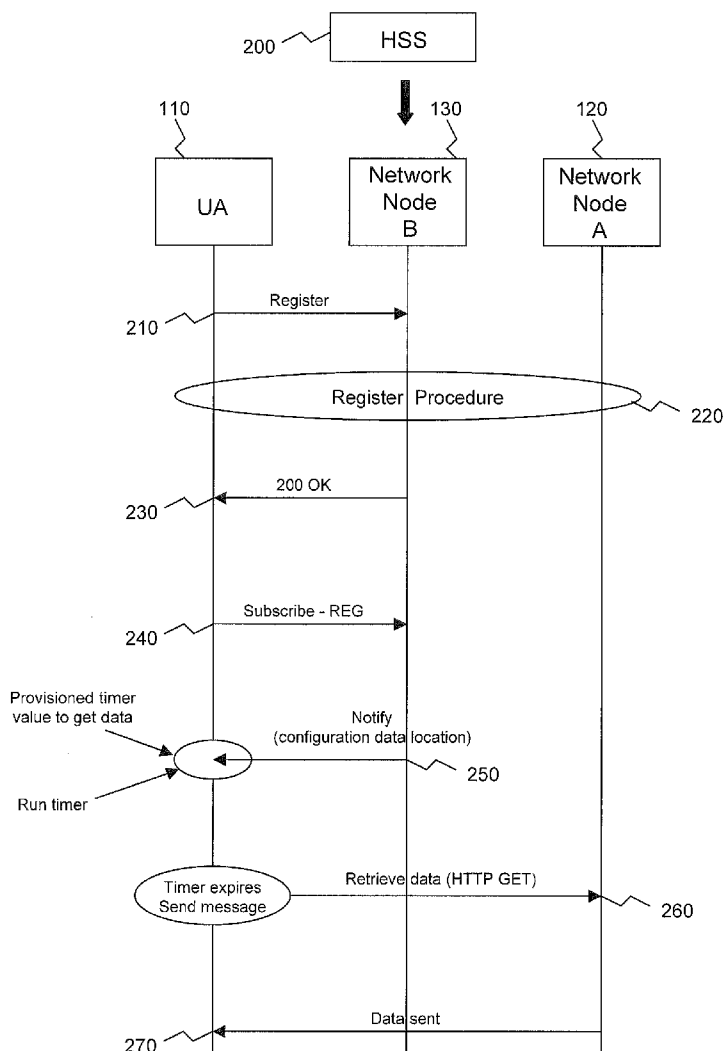 200
HSS
110
130
120
UA
Network
Node
B
Network
Node
A
Register
210
Register Procedure
220
200 OK
230
Subscribe - REG
240
Provisioned timer
value to get data
Notify
(configuration data location)
250
Run timer
Timer expires
Send message
Retrieve data (HTTP GET)
260
Data sent
270